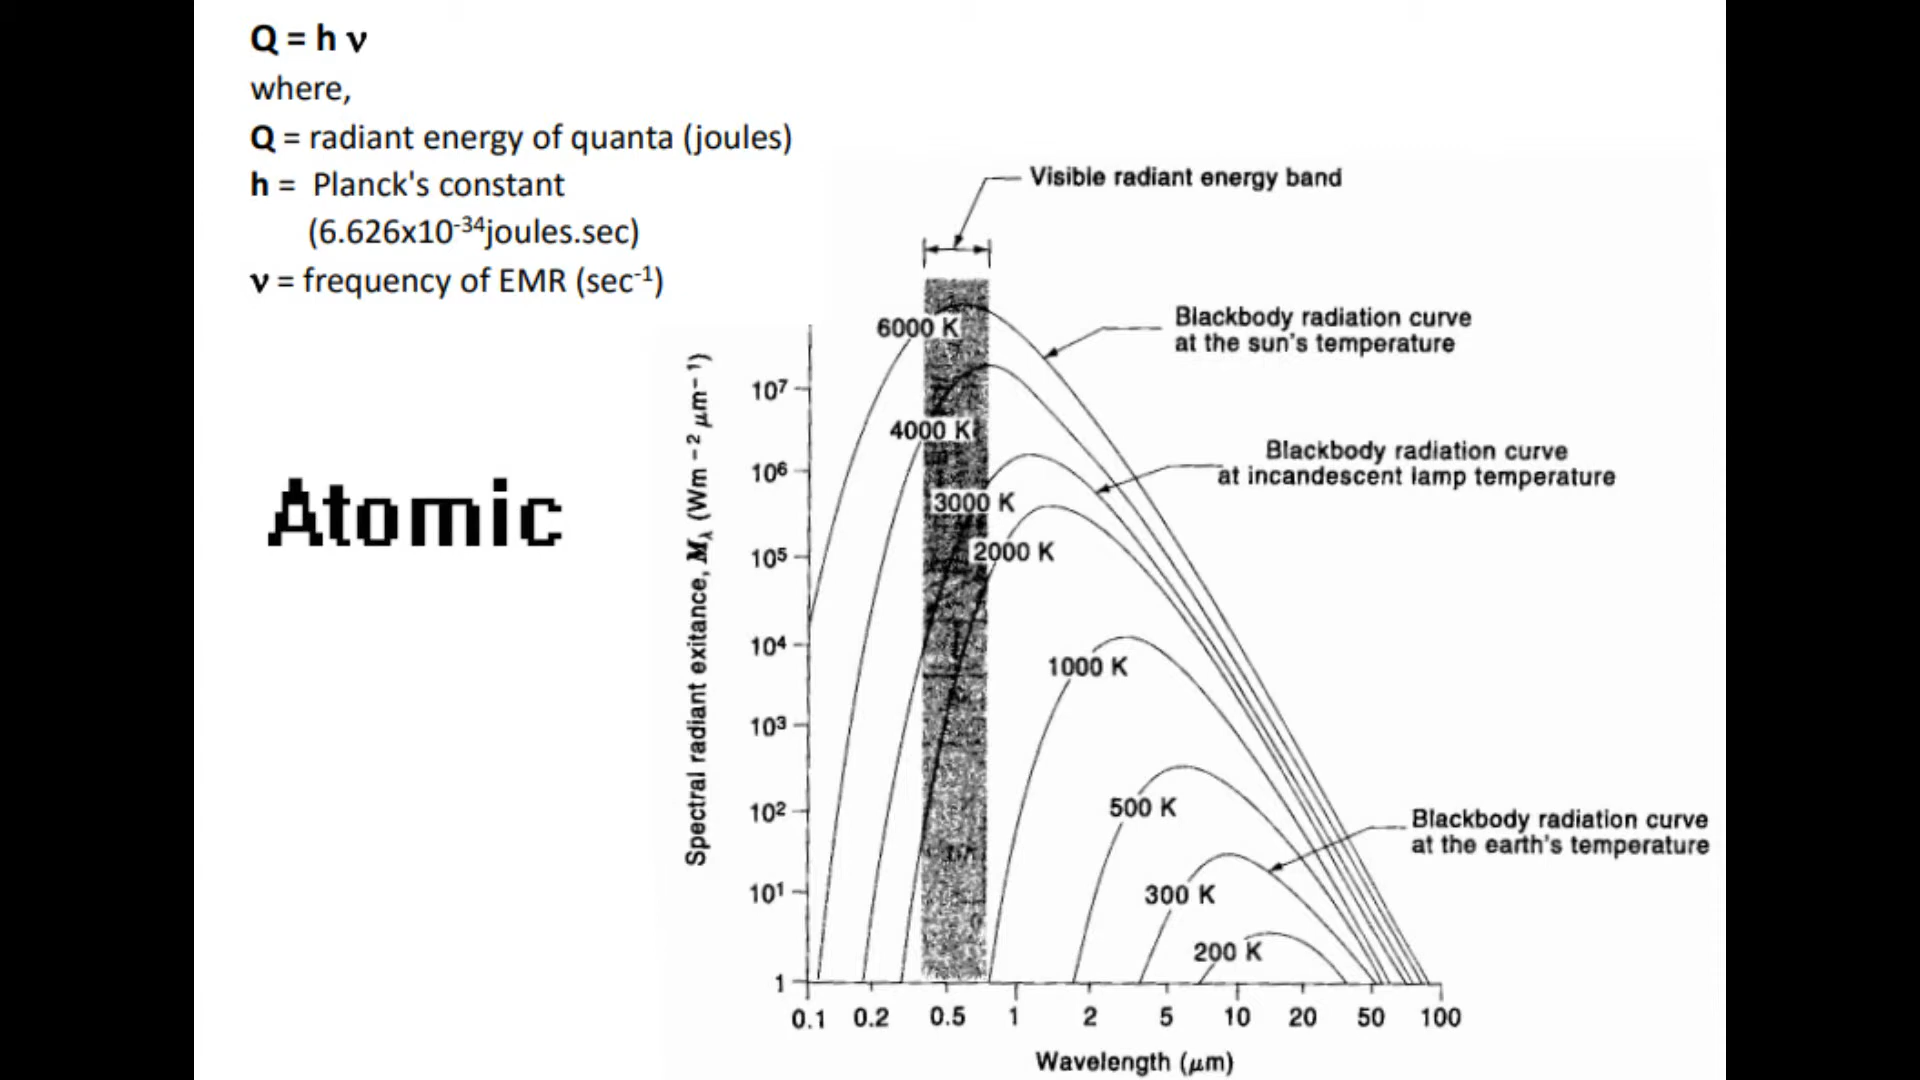 Q = h ν
where,
Q = radiant energy of quanta (joules)
h = Planck's constant
(6.626x10⁻³⁴joules.sec)
ν = frequency of EMR (sec⁻¹)
Atomic
Visible radiant energy band
Blackbody radiation curve
at the sun's temperature
Blackbody radiation curve
at incandescent lamp temperature
Blackbody radiation curve
at the earth's temperature
6000 K
4000 K
3000 K
2000 K
1000 K
500 K
300 K
200 K
Spectral radiant exitance, Mλ (Wm⁻² μm⁻¹)
10⁷
10⁶
10⁵
10⁴
10³
10²
10¹
1
0.1 0.2 0.5 1 2 5 10 20 50 100
Wavelength (μm)